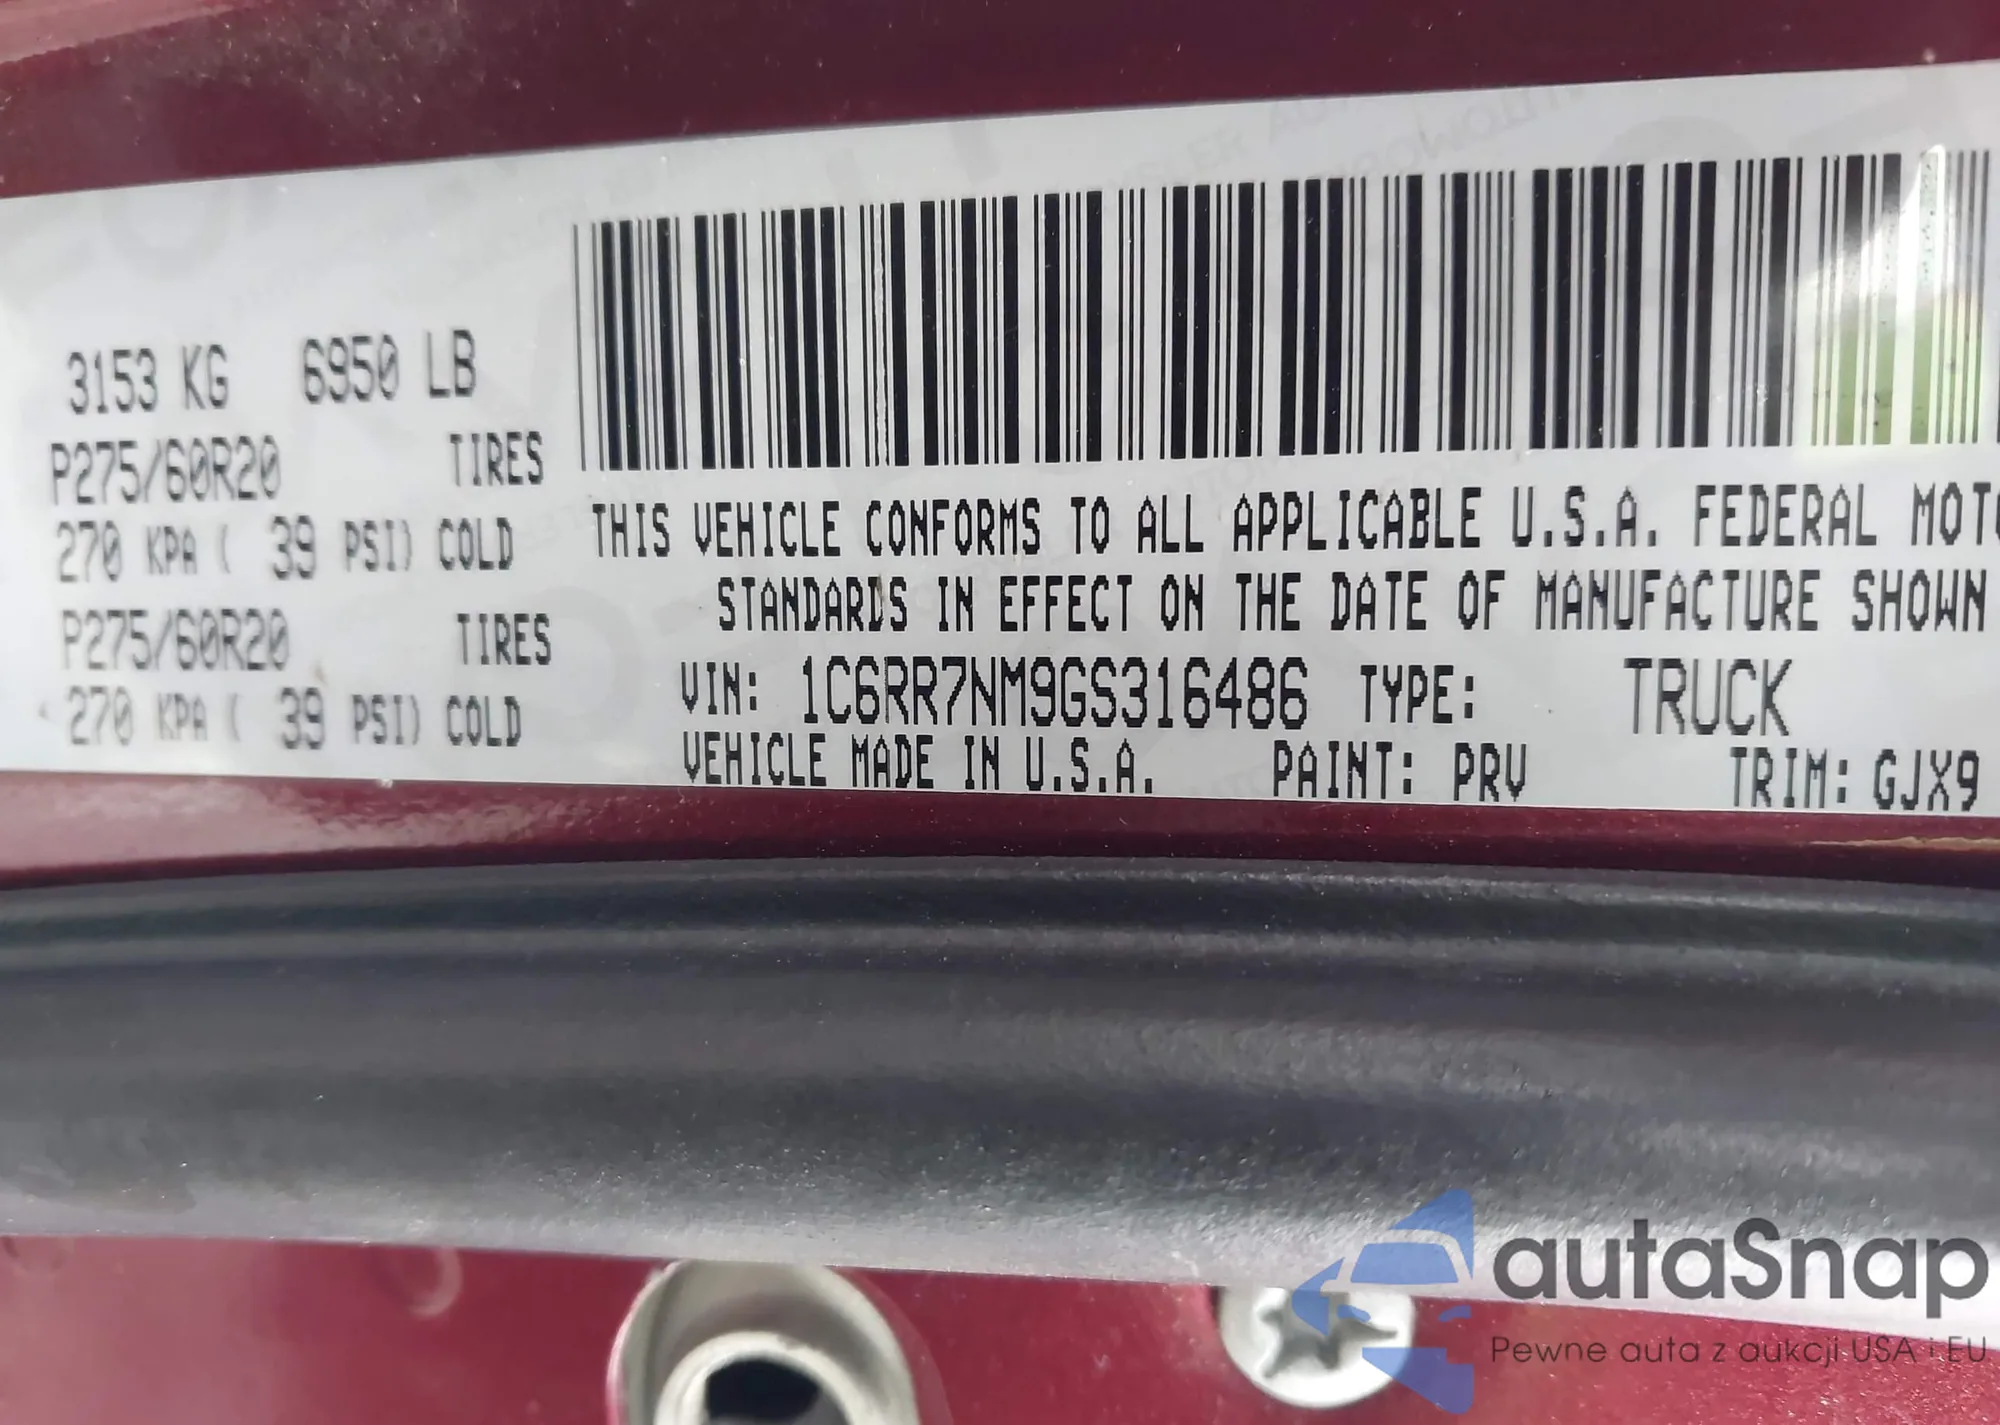 3153 KG 6950 LB
P275/60R20 TIRES
270 KPA ( 39 PSI) COLD
P275/60R20 TIRES
270 KPA ( 39 PSI) COLD
THIS VEHICLE CONFORMS TO ALL APPLICABLE U.S.A. FEDERAL MOTO
STANDARDS IN EFFECT ON THE DATE OF MANUFACTURE SHOWN
VIN: 1C6RR7NM9GS316486 TYPE: TRUCK
VEHICLE MADE IN U.S.A. PAINT: PRV TRIM: GJX9
autaSnap
Pewne auta z aukcji USA i EU